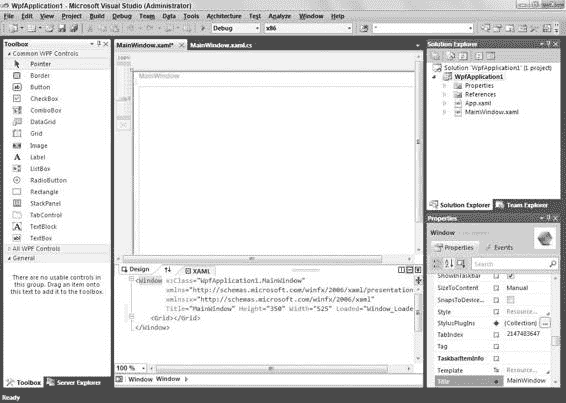 WpfApplication1 - Microsoft Visual Studio (Administrator)
File Edit View Project Build Debug Team Data Tools Architecture Test Analyze Window Help
Debug x86
Toolbox
Common WPF Controls
Pointer
Border
Button
CheckBox
ComboBox
DataGrid
Grid
Image
Label
ListBox
RadioButton
Rectangle
StackPanel
TabControl
TextBlock
TextBox
All WPF Controls
General
There are no usable controls in
this group. Drag an item onto
this text to add it to the toolbox.
Toolbox Server Explorer
MainWindow.xaml* MainWindow.xaml.cs
MainWindow
Design XAML
<Window x:Class="WpfApplication1.MainWindow"
xmlns="http://schemas.microsoft.com/winfx/2006/xaml/presentation
xmlns:x="http://schemas.microsoft.com/winfx/2006/xaml"
Title="MainWindow" Height="350" Width="525" Loaded="Window_Loade
<Grid></Grid>
</Window>
100 %
Window Window
Solution Explorer
Solution 'WpfApplication1' (1 project)
WpfApplication1
Properties
References
App.xaml
MainWindow.xaml
Solution Explorer Team Explorer
Properties
Window
Properties Events
Search
ShowInTaskbar
SizeToContent Manual
SnapsToDevice...
Style Resource...
StylusPlugIns (Collection) ...
TabIndex 2147483647
Tag
TaskbarItemInfo
Template Resource...
Title MainWindow
Ready